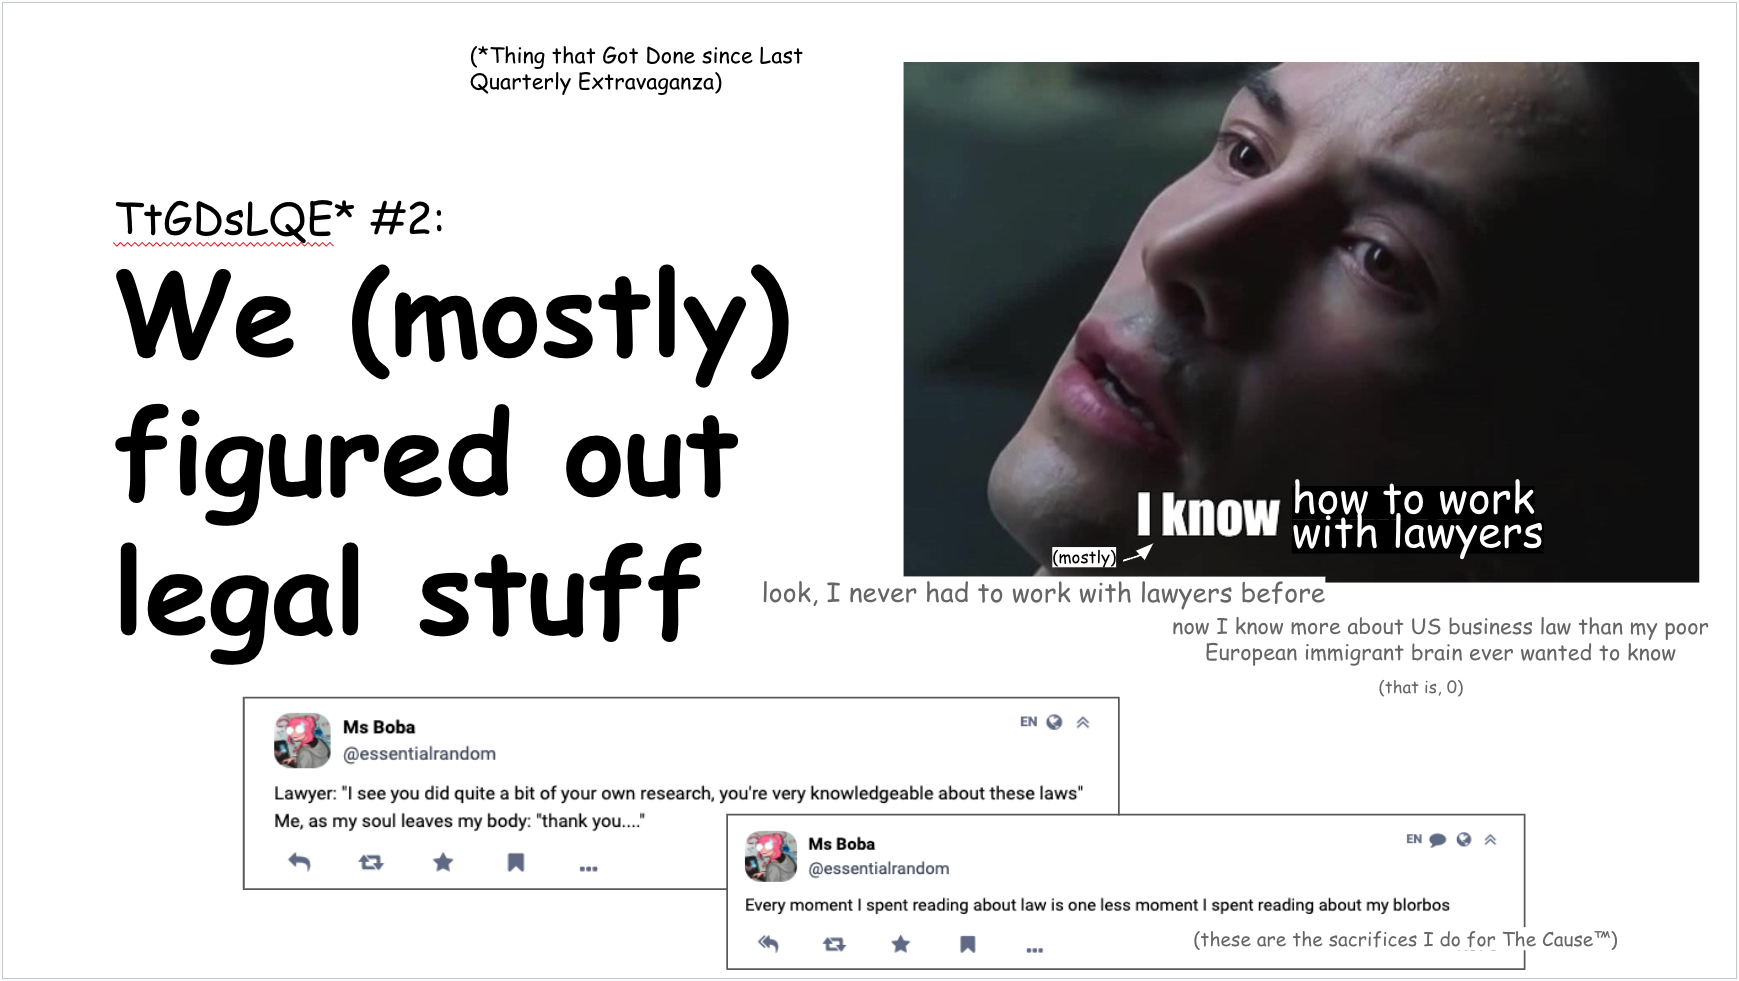 (*Thing that Got Done since Last
Quarterly Extravaganza)
TtGDsLQE* #2:
We (mostly)
figured out
legal stuff
I know how to work
with lawyers
(mostly)
look, I never had to work with lawyers before
now I know more about US business law than my poor
European immigrant brain ever wanted to know
(that is, 0)
Ms Boba
EN
@essentialrandom
Lawyer: "I see you did quite a bit of your own research, you're very knowledgeable about these laws"
Me, as my soul leaves my body: "thank you...."
Ms Boba
EN
@essentialrandom
Every moment I spent reading about law is one less moment I spent reading about my blorbos
(these are the sacrifices I do for The Cause™)